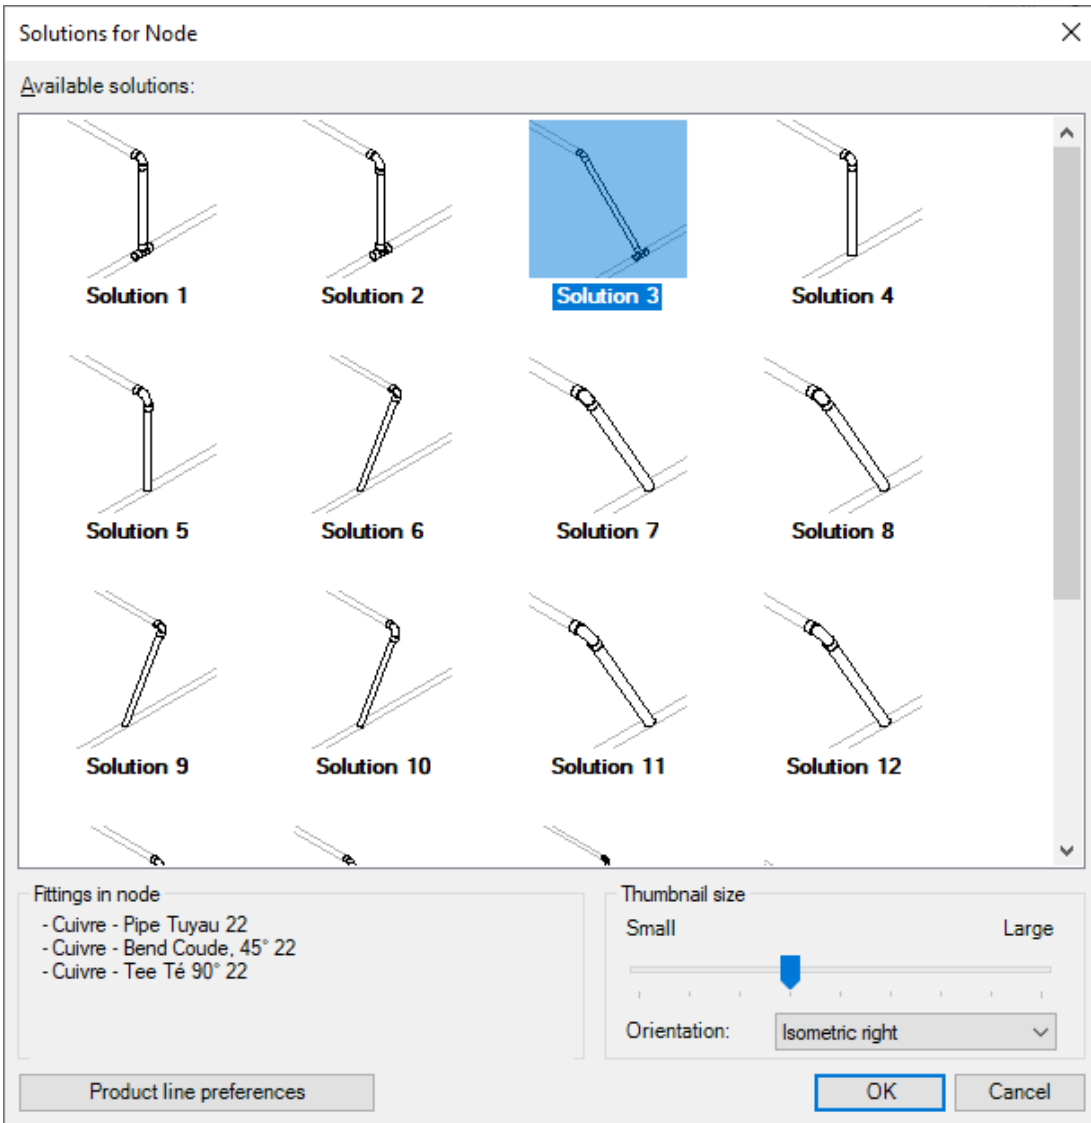 Solutions for Node
Available solutions:
Solution 1
Solution 2
Solution 3
Solution 4
Solution 5
Solution 6
Solution 7
Solution 8
Solution 9
Solution 10
Solution 11
Solution 12
Fittings in node
- Cuivre - Pipe Tuyau 22
- Cuivre - Bend Coude, 45° 22
- Cuivre - Tee Té 90° 22
Thumbnail size
Small Large
Orientation: Isometric right
Product line preferences
OK Cancel